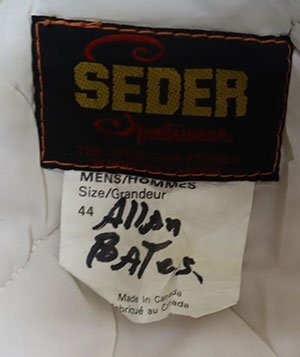 SEDER
Sportswear
MENS/HOMMES
Size/Grandeur
44 Allan
BATes
Made in Canada
Fabriqué au Canada